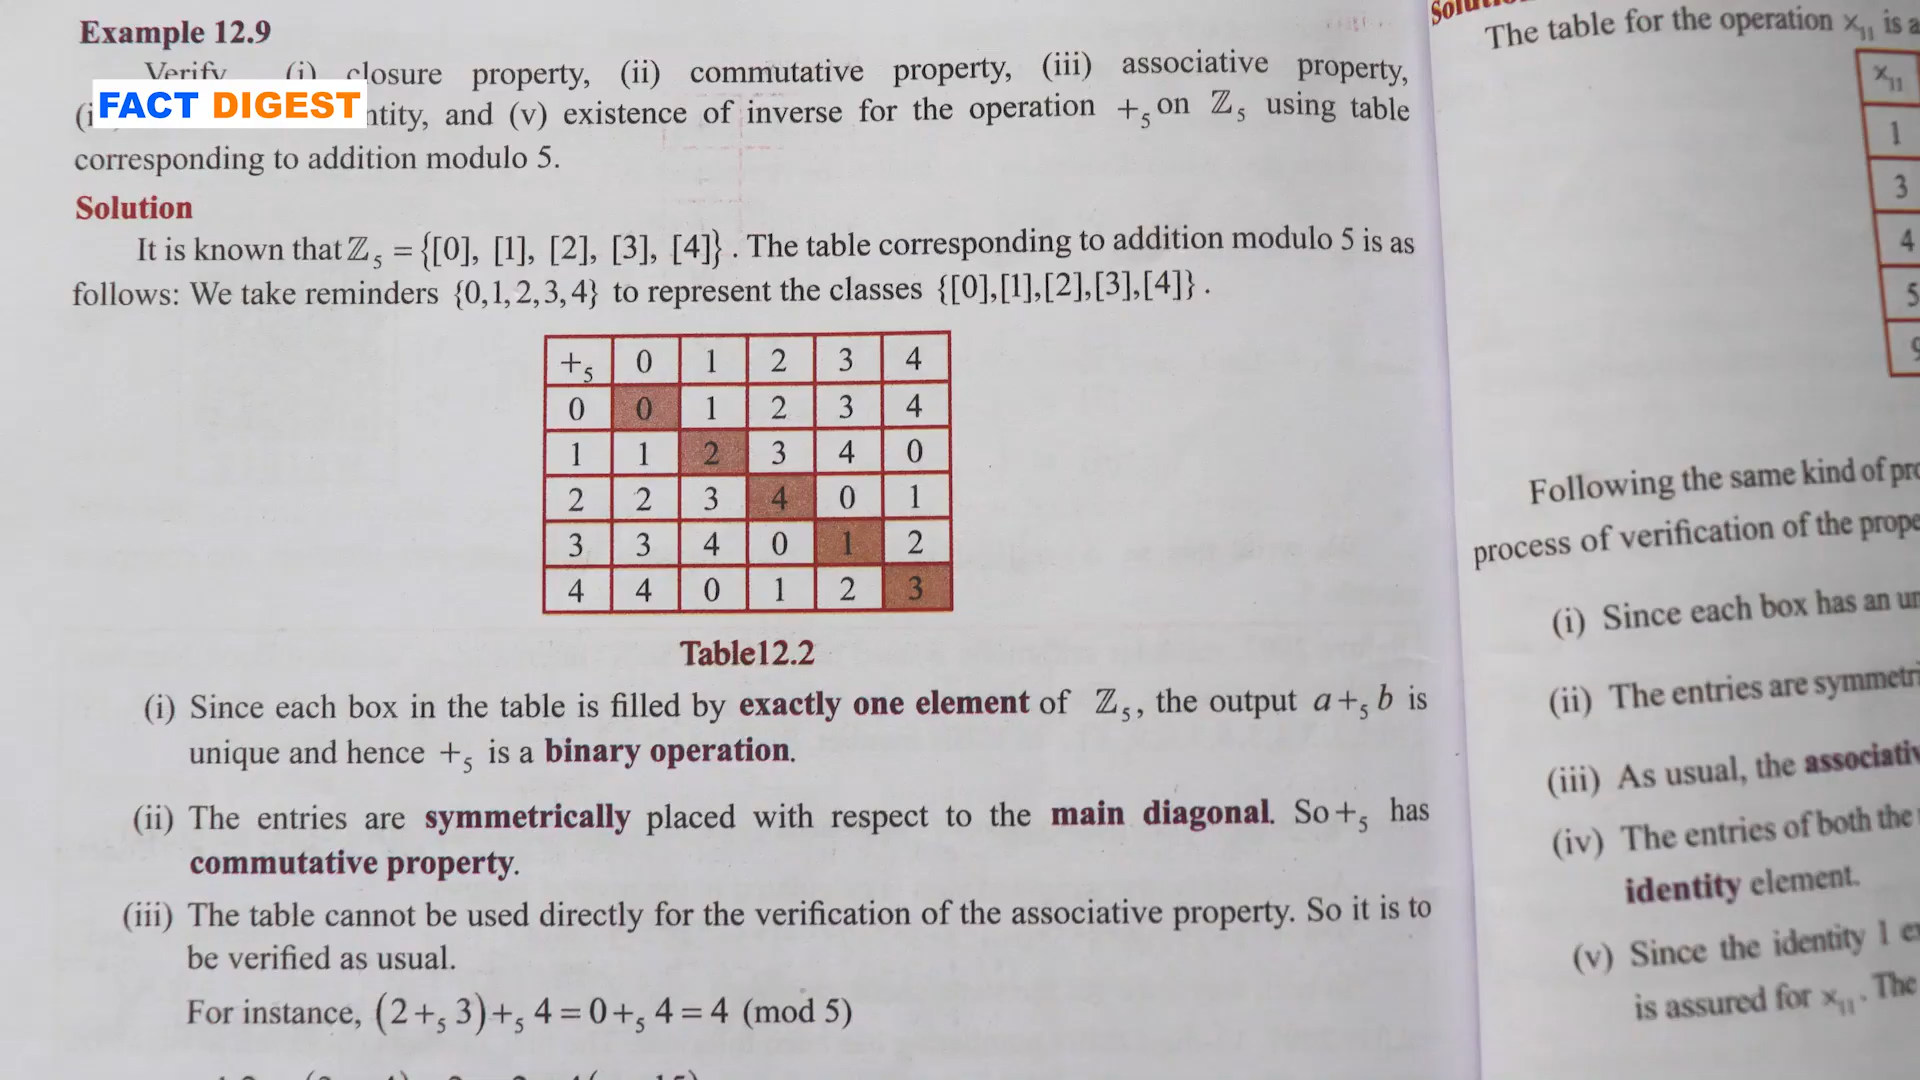 Example 12.9
Verify (i) closure property, (ii) commutative property, (iii) associative property,
FACT DIGEST
and (v) existence of inverse for the operation +₅ on ℤ₅ using table
corresponding to addition modulo 5.
Solution
It is known that ℤ₅ = {[0], [1], [2], [3], [4]} . The table corresponding to addition modulo 5 is as
follows: We take reminders {0,1,2,3,4} to represent the classes {[0],[1],[2],[3],[4]} .
+₅ 0 1 2 3 4
0 0 1 2 3 4
1 1 2 3 4 0
2 2 3 4 0 1
3 3 4 0 1 2
4 4 0 1 2 3
Table12.2
(i) Since each box in the table is filled by exactly one element of ℤ₅, the output a+₅ b is
unique and hence +₅ is a binary operation.
(ii) The entries are symmetrically placed with respect to the main diagonal. So +₅ has
commutative property.
(iii) The table cannot be used directly for the verification of the associative property. So it is to
be verified as usual.
For instance, (2+₅ 3)+₅ 4 = 0+₅ 4 = 4 (mod 5)
The table for the operation ×₁₁ is
×₁₁
1
3
4
5
Following the same kind of
process of verification of the
(i) Since each box has an
(ii) The entries are
(iii) As usual, the
(iv) The entries of both the
identity element.
(v) Since the identity 1
is assured for ×₁₁. The